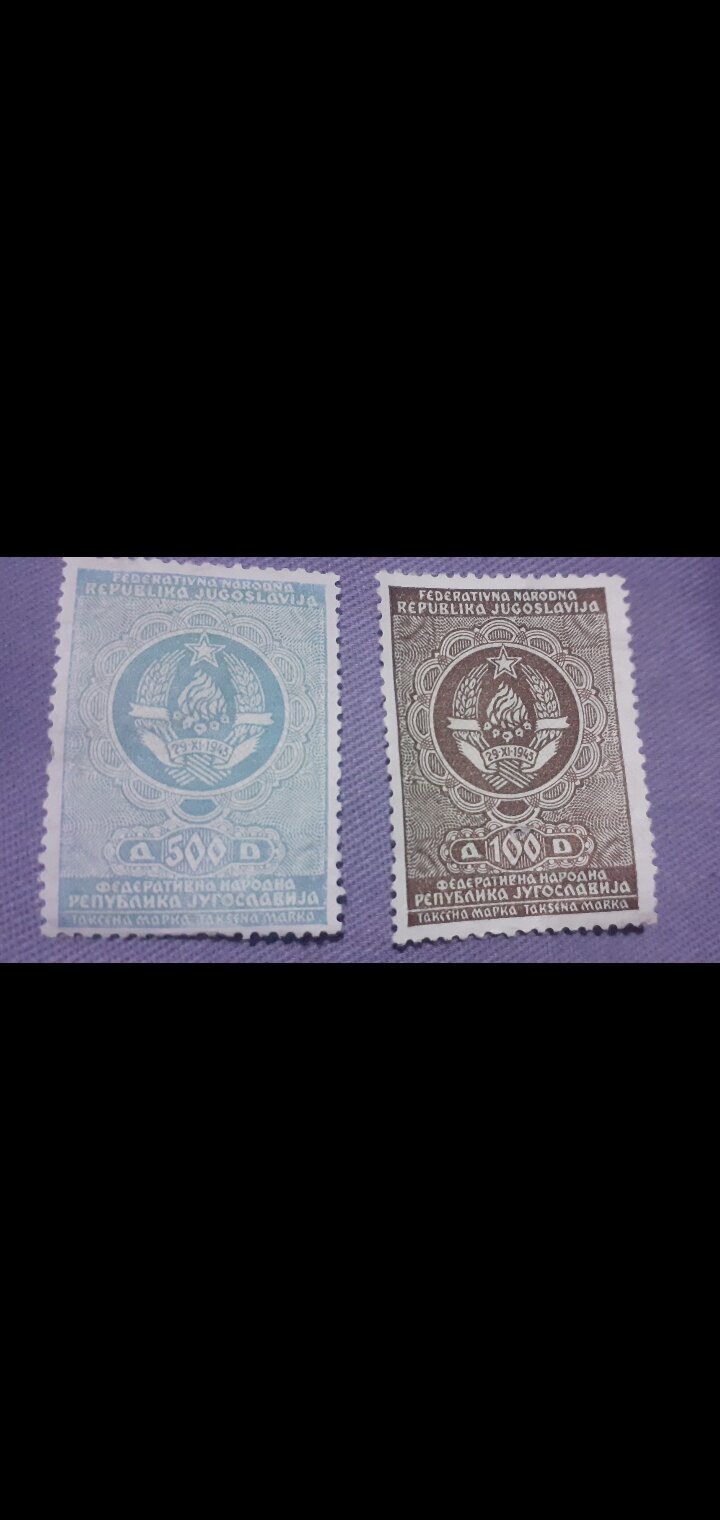 FEDERATIVNA NARODNA
REPUBLIKA JUGOSLAVIJA
29·XI·1943
Д 500 D
ФЕДЕРАТИВНА НАРОДНА
РЕПУБЛИКА ЈУГОСЛАВИЈА
ТАКСЕНА МАРКА TAKSENA MARKA
FEDERATIVNA NARODNA
REPUBLIKA JUGOSLAVIJA
29·XI·1943
Д 100 D
ФЕДЕРАТИВНА НАРОДНА
РЕПУБЛИКА ЈУГОСЛАВИЈА
ТАКСЕНА МАРКА TAKSENA MARKA